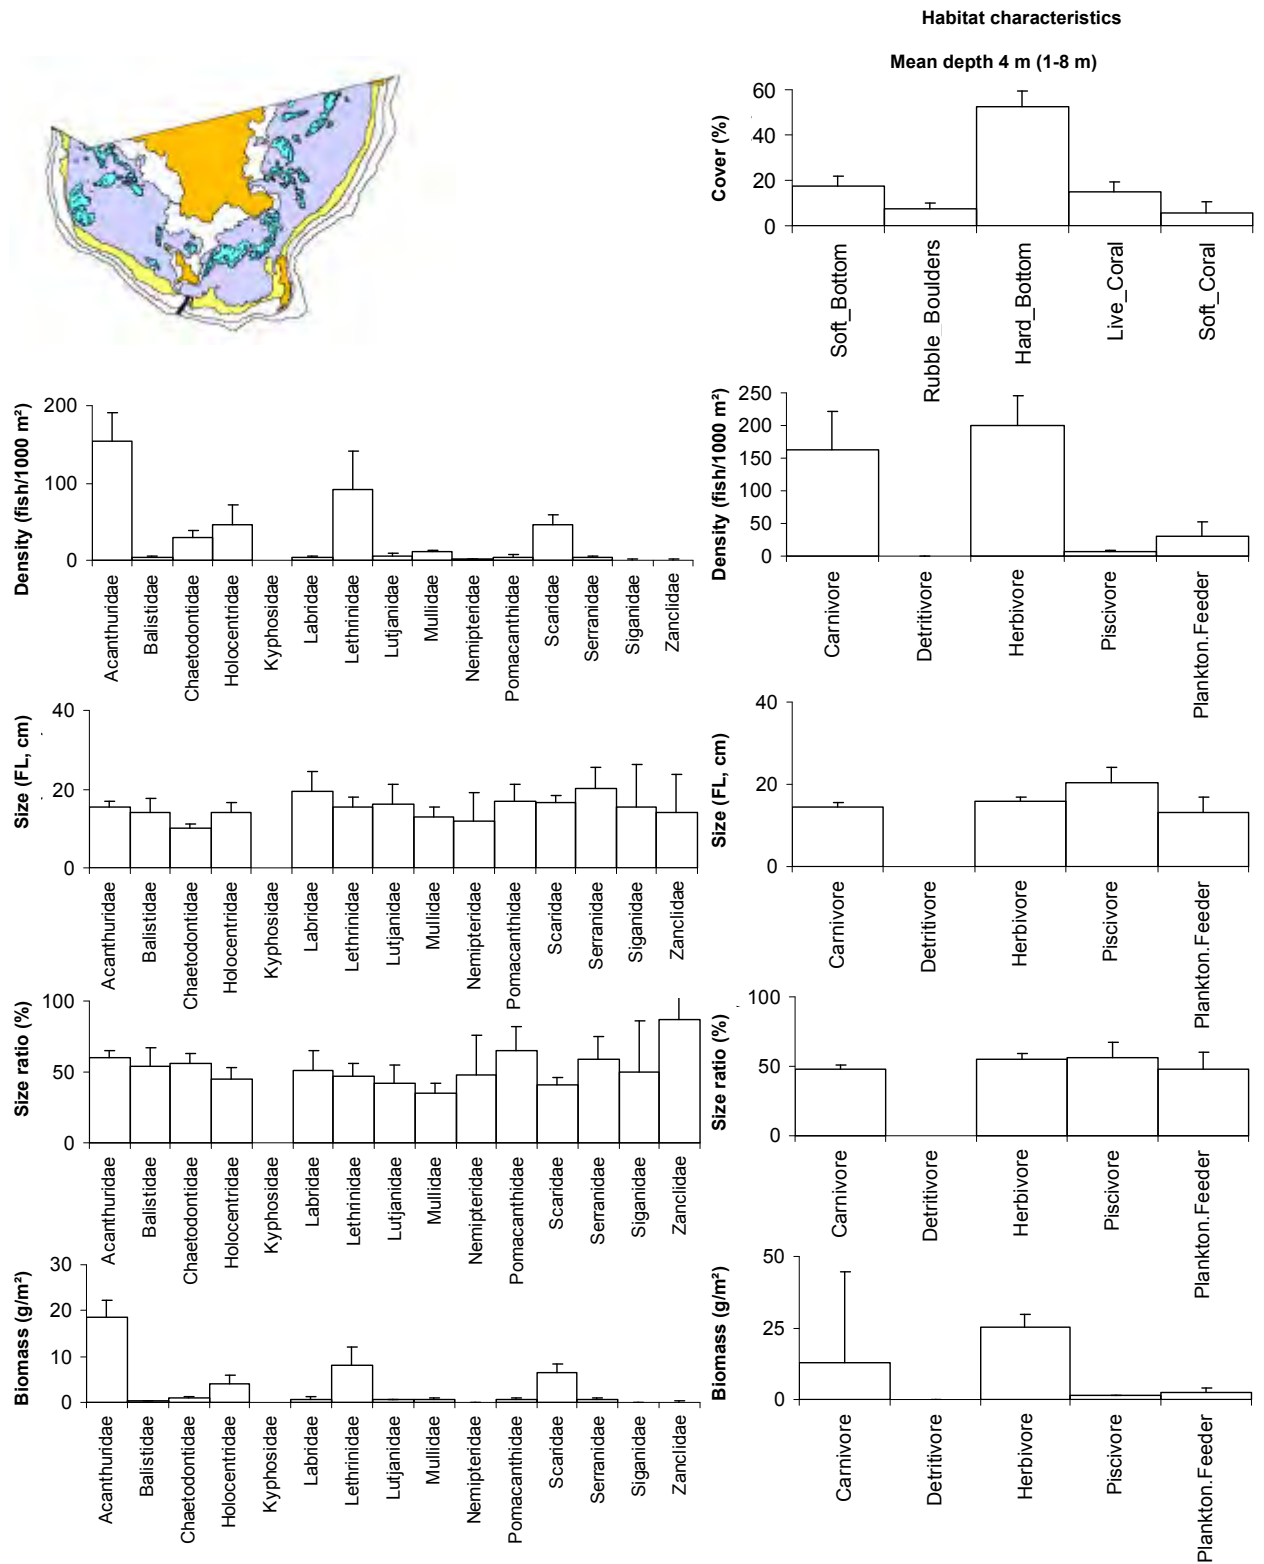 Habitat characteristics
Mean depth 4 m (1-8 m)
Cover (%)
60
40
20
0
Soft_Bottom
Rubble_Boulders
Hard_Bottom
Live_Coral
Soft_Coral
Density (fish/1000 m²)
200
100
0
Acanthuridae
Balistidae
Chaetodontidae
Holocentridae
Kyphosidae
Labridae
Lethrinidae
Lutjanidae
Mullidae
Nemipteridae
Pomacanthidae
Scaridae
Serranidae
Siganidae
Zanclidae
Density (fish/1000 m²)
250
200
150
100
50
0
Carnivore
Detritivore
Herbivore
Piscivore
Plankton.Feeder
Size (FL, cm)
40
20
0
Acanthuridae
Balistidae
Chaetodontidae
Holocentridae
Kyphosidae
Labridae
Lethrinidae
Lutjanidae
Mullidae
Nemipteridae
Pomacanthidae
Scaridae
Serranidae
Siganidae
Zanclidae
Size (FL, cm)
40
20
0
Carnivore
Detritivore
Herbivore
Piscivore
Plankton.Feeder
Size ratio (%)
100
50
0
Acanthuridae
Balistidae
Chaetodontidae
Holocentridae
Kyphosidae
Labridae
Lethrinidae
Lutjanidae
Mullidae
Nemipteridae
Pomacanthidae
Scaridae
Serranidae
Siganidae
Zanclidae
Size ratio (%)
100
50
0
Carnivore
Detritivore
Herbivore
Piscivore
Plankton.Feeder
Biomass (g/m²)
30
20
10
0
Acanthuridae
Balistidae
Chaetodontidae
Holocentridae
Kyphosidae
Labridae
Lethrinidae
Lutjanidae
Mullidae
Nemipteridae
Pomacanthidae
Scaridae
Serranidae
Siganidae
Zanclidae
Biomass (g/m²)
50
25
0
Carnivore
Detritivore
Herbivore
Piscivore
Plankton.Feeder